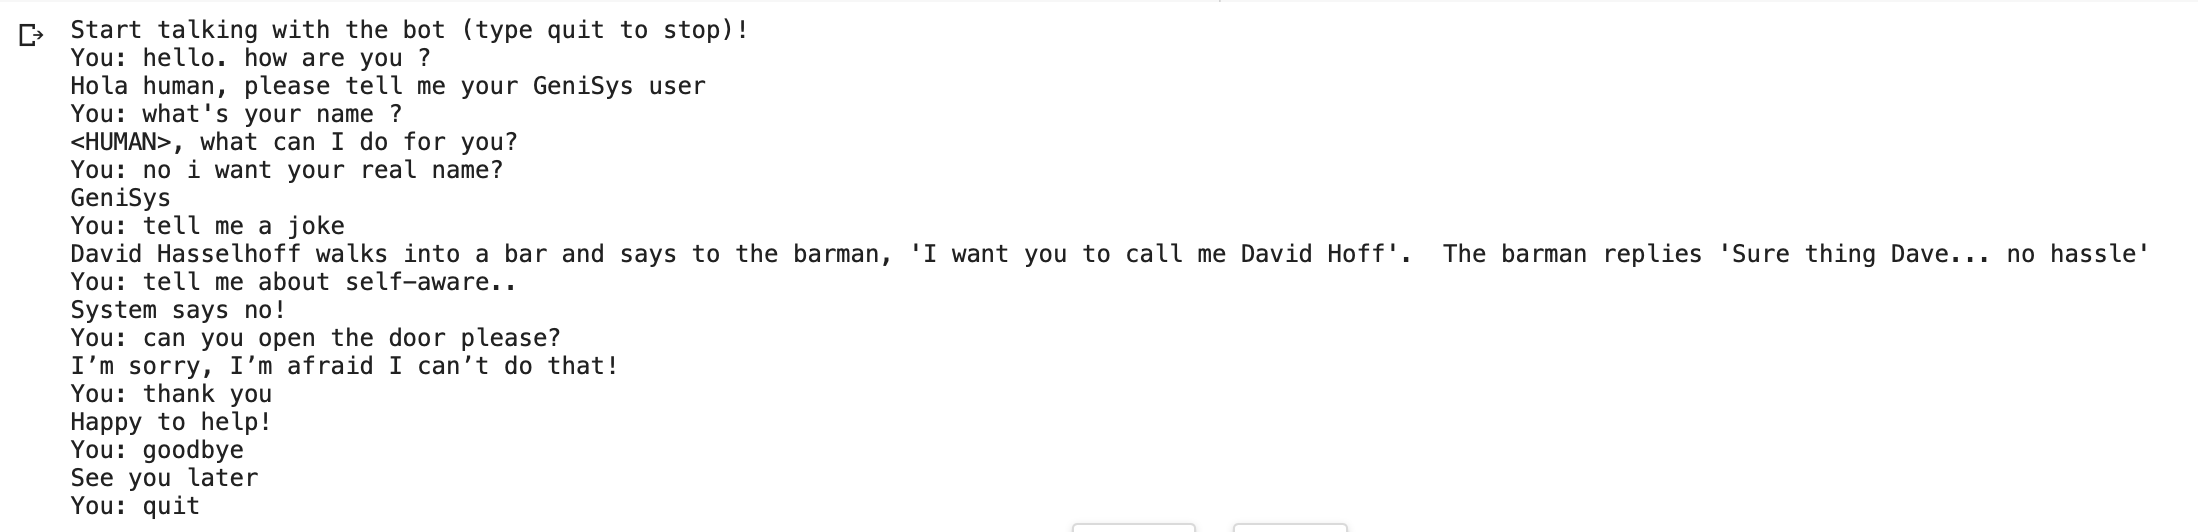 Start talking with the bot (type quit to stop)!
You: hello. how are you ?
Hola human, please tell me your GeniSys user
You: what's your name ?
<HUMAN>, what can I do for you?
You: no i want your real name?
GeniSys
You: tell me a joke
David Hasselhoff walks into a bar and says to the barman, 'I want you to call me David Hoff'.  The barman replies 'Sure thing Dave... no hassle'
You: tell me about self-aware..
System says no!
You: can you open the door please?
I’m sorry, I’m afraid I can’t do that!
You: thank you
Happy to help!
You: goodbye
See you later
You: quit